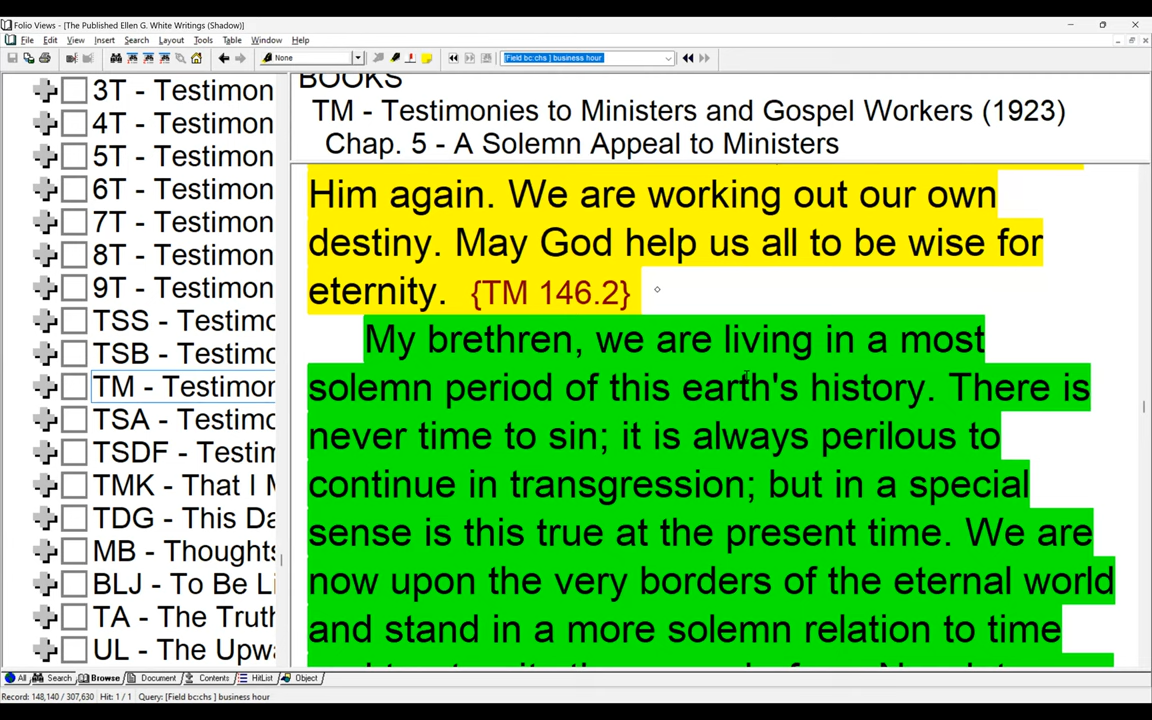 Folio Views - [The Published Ellen G. White Writings (Shadow)]
File Edit View Insert Search Layout Tools Table Window Help
None [Field bc:chs ] business hour
3T - Testimon
4T - Testimon
5T - Testimon
6T - Testimon
7T - Testimon
8T - Testimon
9T - Testimon
TSS - Testimo
TSB - Testimo
TM - Testimon
TSA - Testimo
TSDF - Testim
TMK - That I M
TDG - This Da
MB - Thoughts
BLJ - To Be Li
TA - The Truth
UL - The Upwa
BOOKS
TM - Testimonies to Ministers and Gospel Workers (1923)
Chap. 5 - A Solemn Appeal to Ministers
Him again. We are working out our own
destiny. May God help us all to be wise for
eternity. {TM 146.2}
My brethren, we are living in a most
solemn period of this earth's history. There is
never time to sin; it is always perilous to
continue in transgression; but in a special
sense is this true at the present time. We are
now upon the very borders of the eternal world
and stand in a more solemn relation to time
All Search Browse Document Contents HitList Object
Record: 148,140 / 307,630 Hit: 1 / 1 Query: [Field bc:chs ] business hour